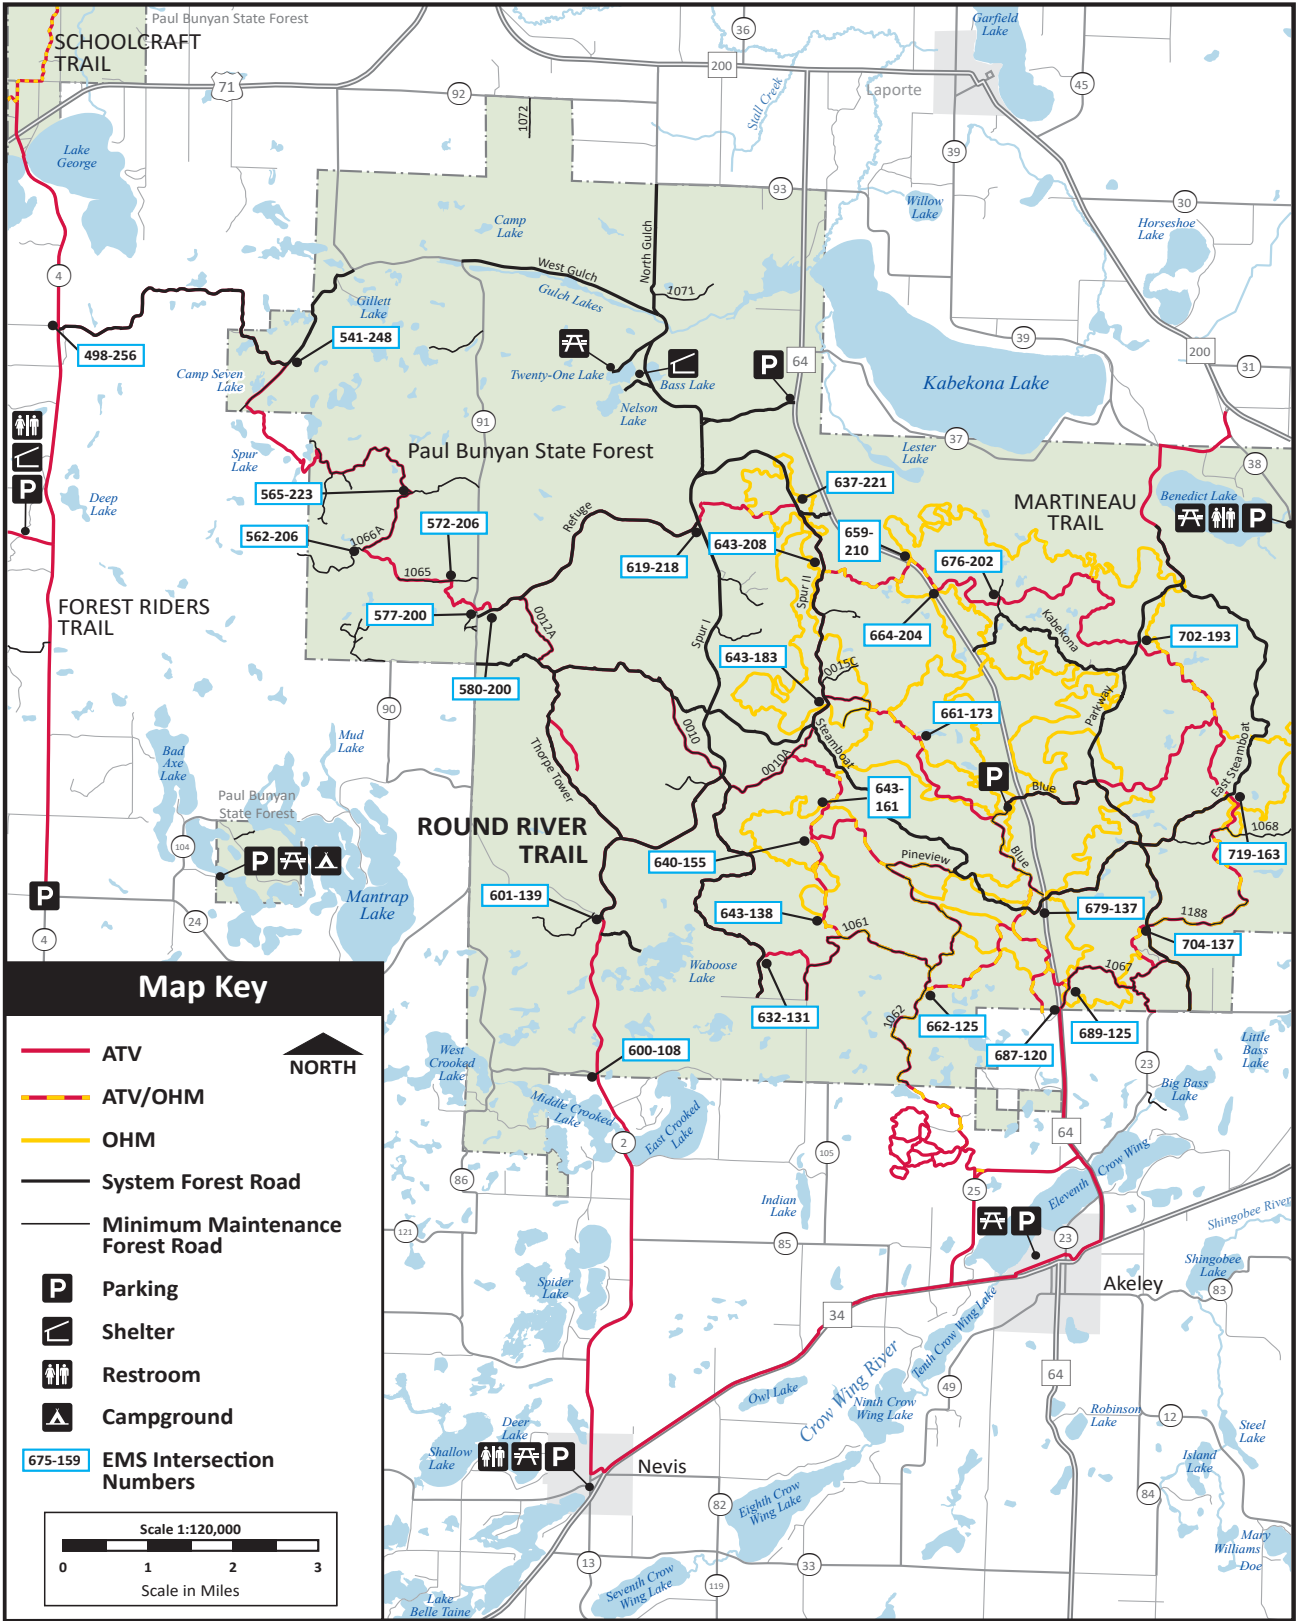 Paul Bunyan State Forest
SCHOOLCRAFT
TRAIL
71
92
1072
36
200
Garfield
Lake
Laporte
45
Stall Creek
39
Lake
George
93
64
Willow
Lake
30
Horseshoe
Lake
Camp
Lake
North Gulch
West Gulch
Gulch Lakes
1071
4
Gillett
Lake
541-248
498-256
Camp Seven
Lake
Twenty-One Lake
Bass Lake
Nelson
Lake
P
64
39
200
31
Kabekona Lake
91
37
Lester
Lake
38
Paul Bunyan State Forest
Spur
Lake
P
Deep
Lake
565-223
572-206
562-206
1066A
1065
Refuge
637-221
MARTINEAU
TRAIL
Benedict Lake
P
659-
210
643-208
619-218
676-202
Spur II
FOREST RIDERS
TRAIL
577-200
0012A
Spur I
664-204
Kabekona
702-193
643-183
0015C
580-200
90
0010
661-173
Parkway
Steamboat
East Steamboat
Mud
Lake
Bad
Axe
Lake
Thorpe Tower
0010A
P
Blue
643-
161
Paul Bunyan
State Forest
ROUND RIVER
TRAIL
104
P
640-155
Pineview
Blue
1068
719-163
P
Mantrap
Lake
601-139
24
643-138
1061
679-137
1188
704-137
4
Waboose
Lake
1067
632-131
1062
662-125
689-125
687-120
Map Key
ATV
NORTH
ATV/OHM
OHM
System Forest Road
Minimum Maintenance
Forest Road
P Parking
Shelter
Restroom
Campground
675-159 EMS Intersection
Numbers
Scale 1:120,000
0 1 2 3
Scale in Miles
West
Crooked
Lake
600-108
Little
Bass
Lake
23
Big Bass
Lake
Middle Crooked
Lake
2
East Crooked
Lake
64
105
Eleventh Crow Wing
86
25
Indian
Lake
121
P
23
Shingobee River
85
Shingobee
Lake
83
Spider
Lake
Akeley
34
Tenth Crow Wing Lake
Crow Wing River
64
49
Owl Lake
Ninth Crow
Wing Lake
Robinson
Lake
12
Steel
Lake
Deer
Lake
Shallow
Lake
P
Nevis
Island
Lake
84
82
Eighth Crow
Wing Lake
Mary
Williams
Doe
13
33
119
Seventh Crow
Wing Lake
Lake
Belle Taine